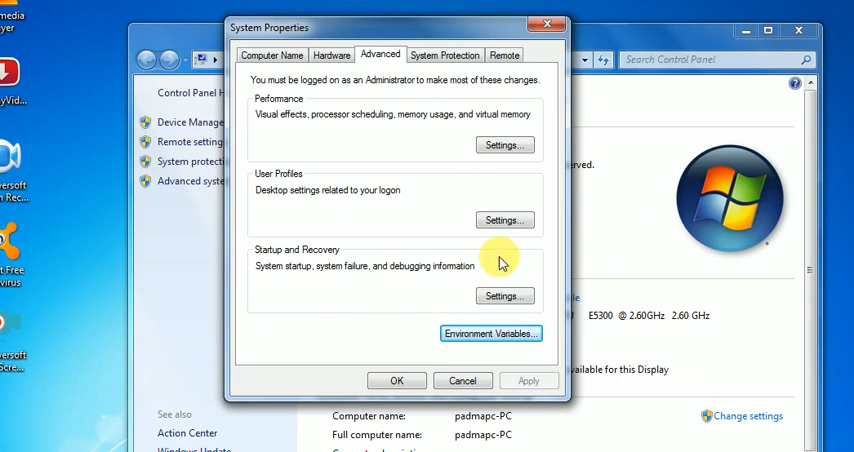 media
yer
yVid...
versoft
n Rec...
t Free
virus
versoft
Scre...
System Properties
Computer Name
Hardware
Advanced
System Protection
Remote
You must be logged on as an Administrator to make most of these changes.
Performance
Visual effects, processor scheduling, memory usage, and virtual memory
Settings...
User Profiles
Desktop settings related to your logon
Settings...
Startup and Recovery
System startup, system failure, and debugging information
Settings...
Environment Variables...
OK
Cancel
Apply
Search Control Panel
Control Panel H
Device Manage
Remote setting
System protecti
Advanced syste
See also
Action Center
Windows Update
erved.
le
E5300 @ 2.60GHz 2.60 GHz
vailable for this Display
Computer name: padmapc-PC
Change settings
Full computer name: padmapc-PC